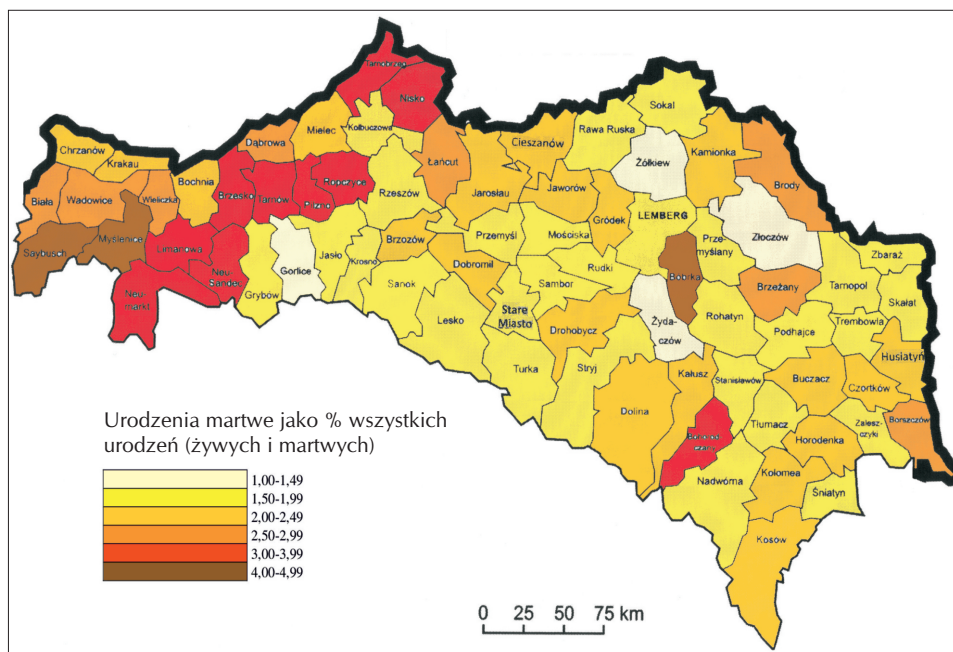 Tarnobrzeg
Nisko
Sokal
Mielec
Kolbuszowa
Rawa Ruska
Cieszanów
Dąbrowa
Żółkiew
Kamionka
Chrzanów
Krakau
Łańcut
Bochnia
Ropczyce
Brzesko
Tarnów
Pilzno
Rzeszów
Jarosłau
Jaworów
Brody
Biała
Wadowice
Wieliczka
Gródek
LEMBERG
Złoczów
Myślenice
Limanowa
Przemyśl
Mościska
Prze-
myślany
Saybusch
Neu
Sandez
Jasło
Krosno
Brzozów
Dobromil
Rudki
Bóbrka
Zbaraż
Gorlice
Grybów
Sanok
Sambor
Brzeżany
Tarnopol
Skałat
Neu
markt
Stare
Miasto
Lesko
Drohobycz
Żyda-
czów
Rohatyn
Podhajce
Trembowla
Husiatyń
Turka
Stryj
Kałusz
Stanisławów
Buczacz
Czortków
Dolina
Tłumacz
Zalesz-
czyki
Borszczów
Horodenka
Nadwórna
Kołomea
Śniatyn
Kosow
Urodzenia martwe jako % wszystkich
urodzeń (żywych i martwych)
1,00-1,49
1,50-1,99
2,00-2,49
2,50-2,99
3,00-3,99
4,00-4,99
0 25 50 75 km